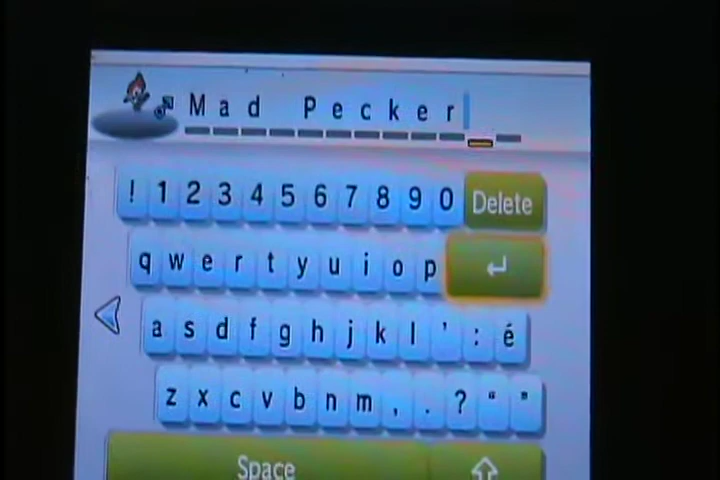 Mad Pecker
! 1 2 3 4 5 6 7 8 9 0 Delete
q w e r t y u i o p
a s d f g h j k l ' : é
z x c v b n m , . ? “ ”
Space